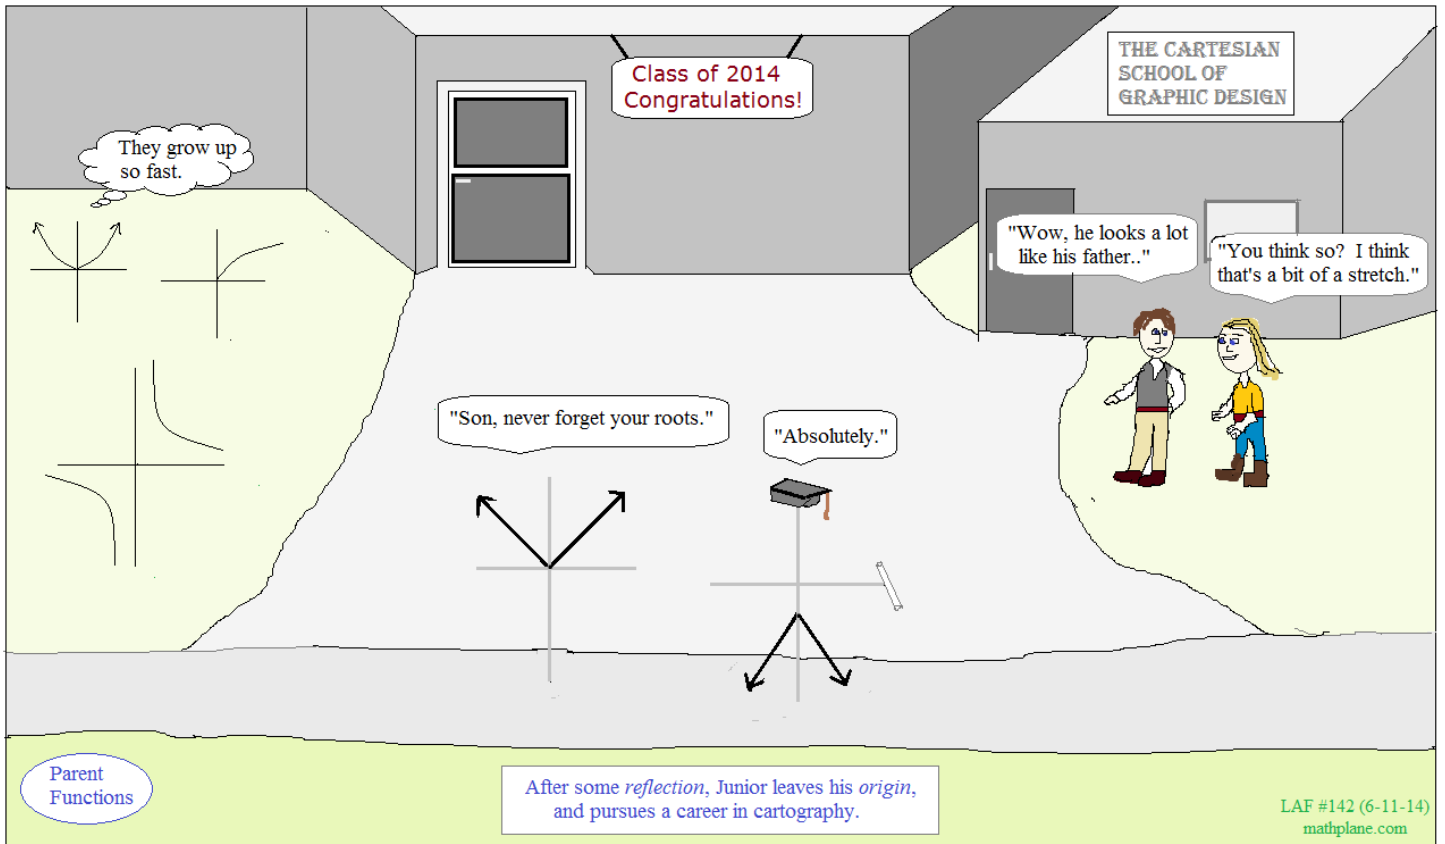 Class of 2014
Congratulations!
THE CARTESIAN
SCHOOL OF
GRAPHIC DESIGN
They grow up
so fast.
"Wow, he looks a lot
like his father.."
"You think so? I think
that's a bit of a stretch."
"Son, never forget your roots."
"Absolutely."
Parent
Functions
After some reflection, Junior leaves his origin,
and pursues a career in cartography.
LAF #142 (6-11-14)
mathplane.com